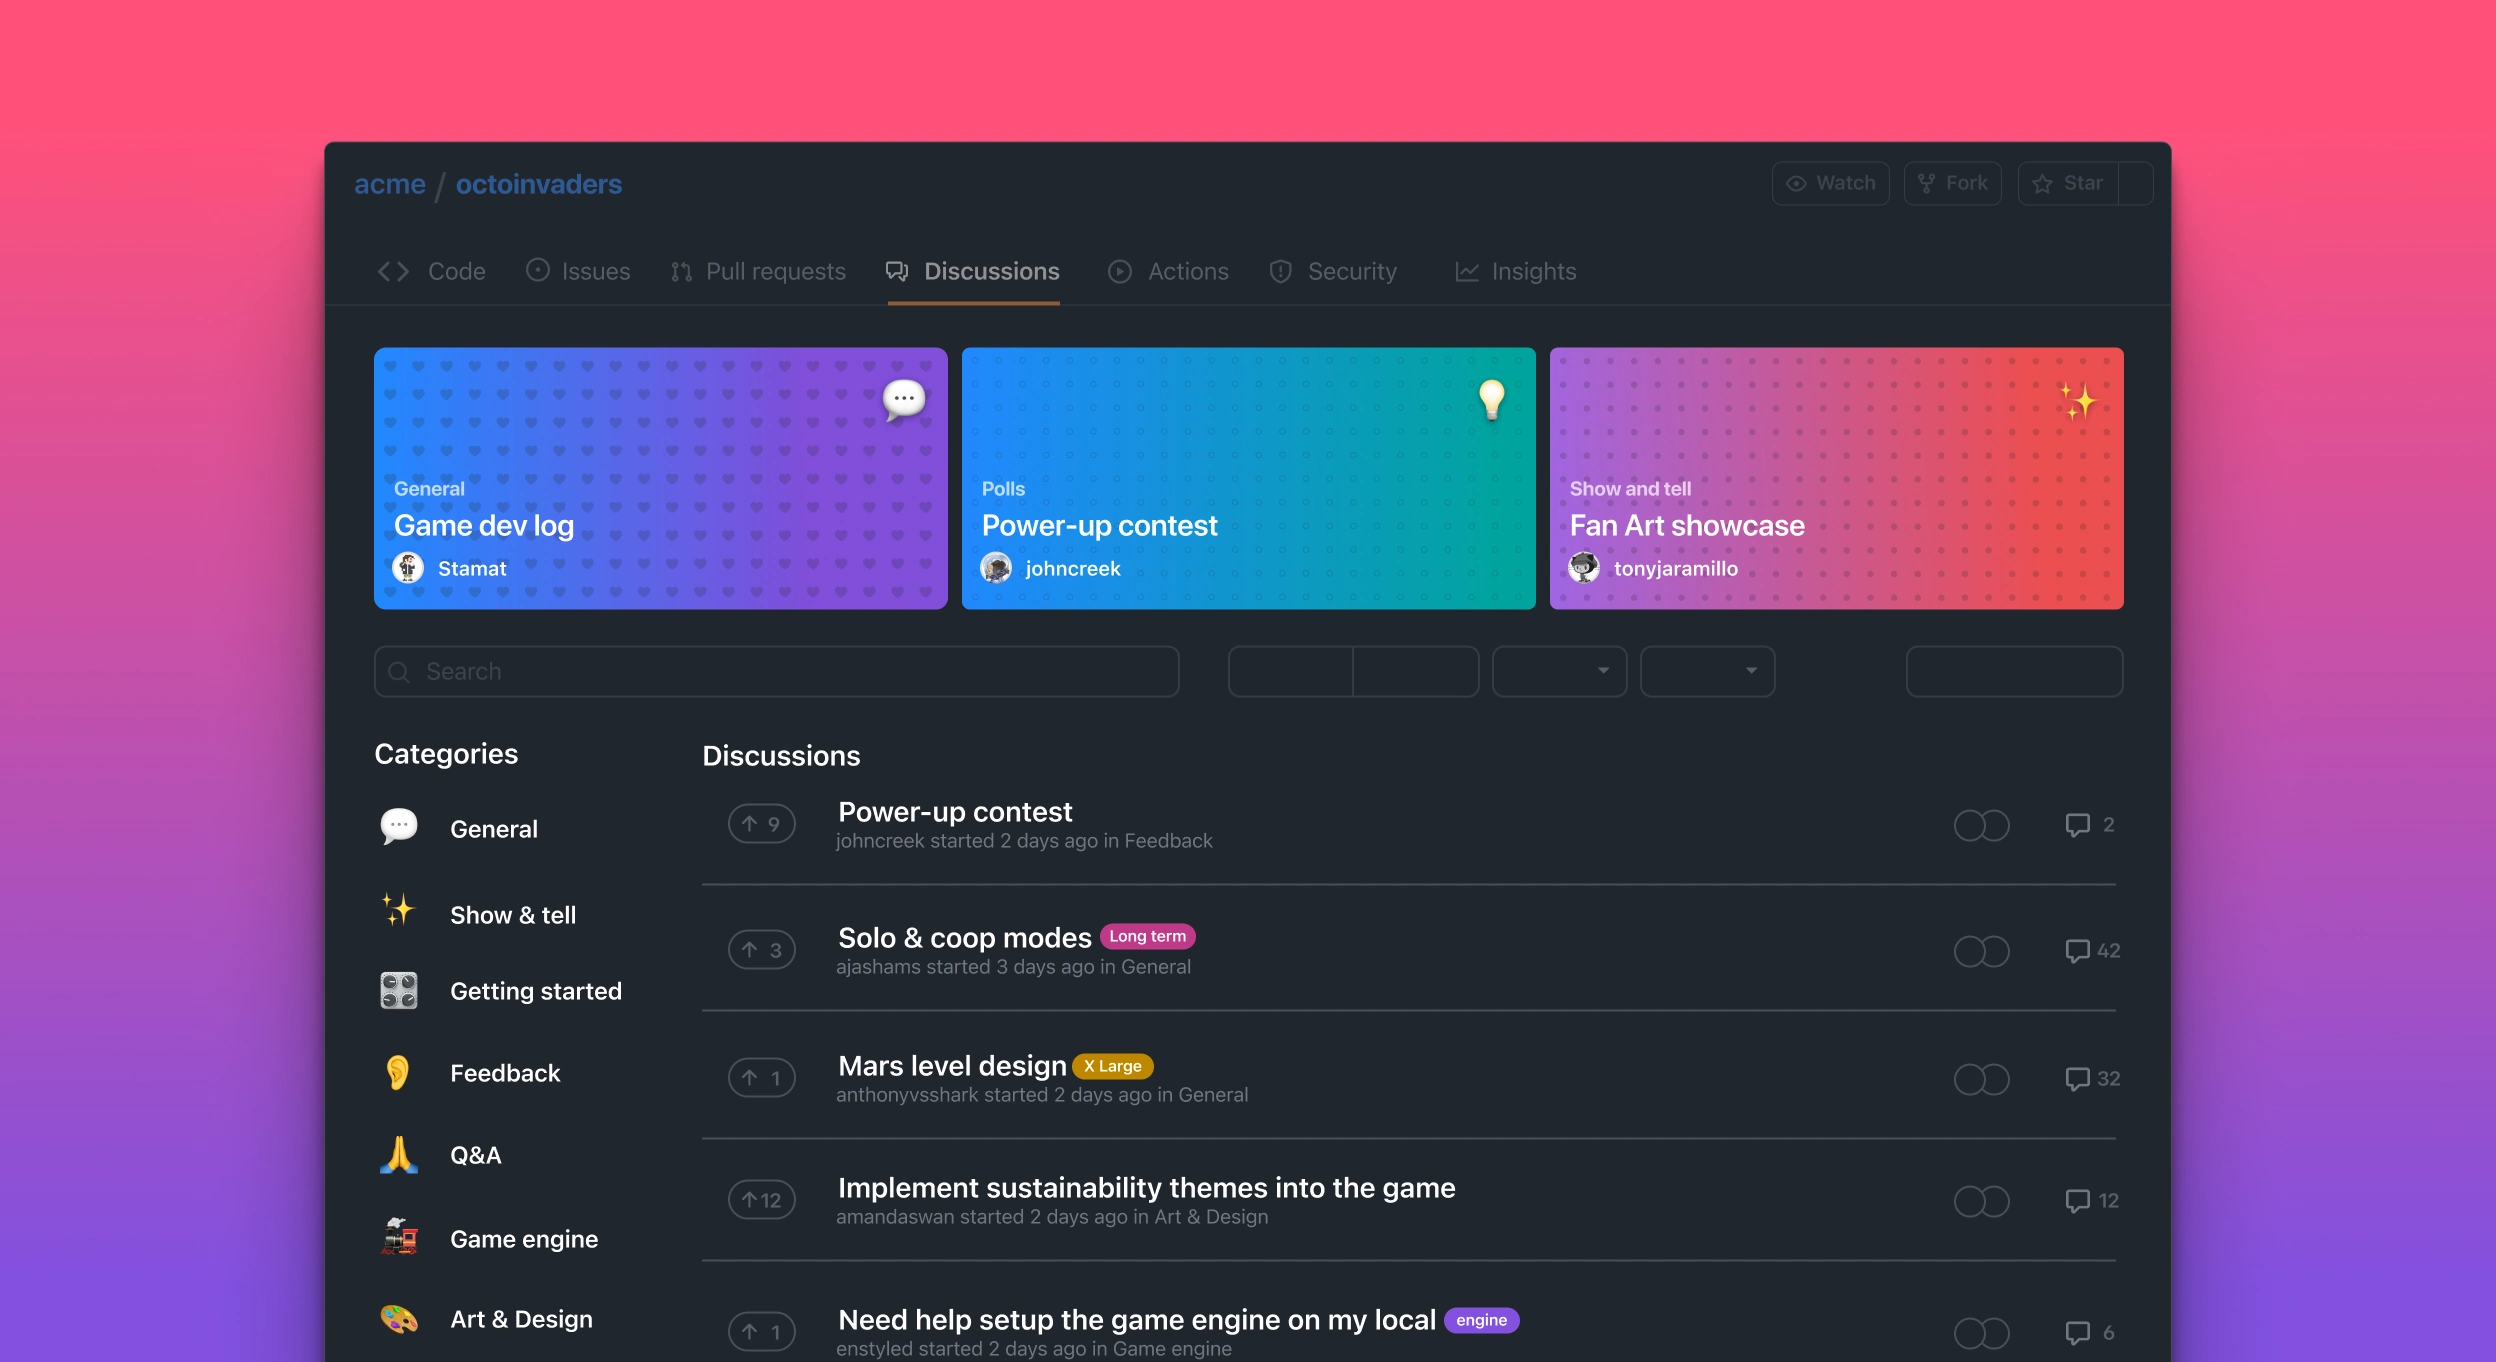 acme / octoinvaders
Watch
Fork
Star
Code
Issues
Pull requests
Discussions
Actions
Security
Insights
General
Game dev log
Stamat
Polls
Power-up contest
johncreek
Show and tell
Fan Art showcase
tonyjaramillo
Search
Categories
General
Show & tell
Getting started
Feedback
Q&A
Game engine
Art & Design
Discussions
9
Power-up contest
johncreek started 2 days ago in Feedback
2
3
Solo & coop modes Long term
ajashams started 3 days ago in General
42
1
Mars level design X Large
anthonyvsshark started 2 days ago in General
32
12
Implement sustainability themes into the game
amandaswan started 2 days ago in Art & Design
12
1
Need help setup the game engine on my local engine
enstyled started 2 days ago in Game engine
6